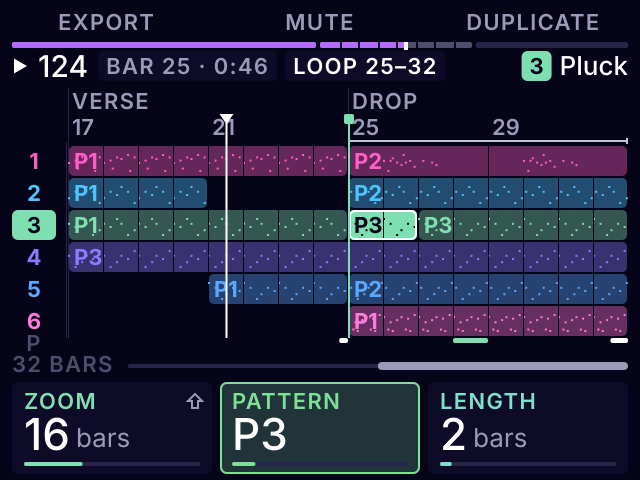 EXPORT MUTE DUPLICATE
124 BAR 25 · 0:46 LOOP 25–32 3 Pluck
VERSE DROP
17 21 25 29
1 P1 P2
2 P1 P2
3 P1 P3 P3
4 P3
5 P1 P2
6 P1
P
32 BARS
ZOOM PATTERN LENGTH
16 bars P3 2 bars